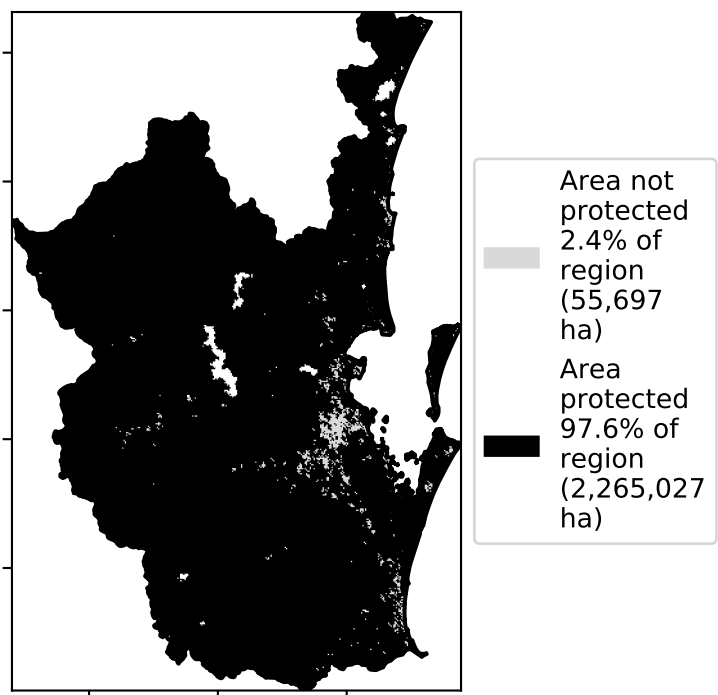 Area not
protected
2.4% of
region
(55,697
ha)
Area
protected
97.6% of
region
(2,265,027
ha)